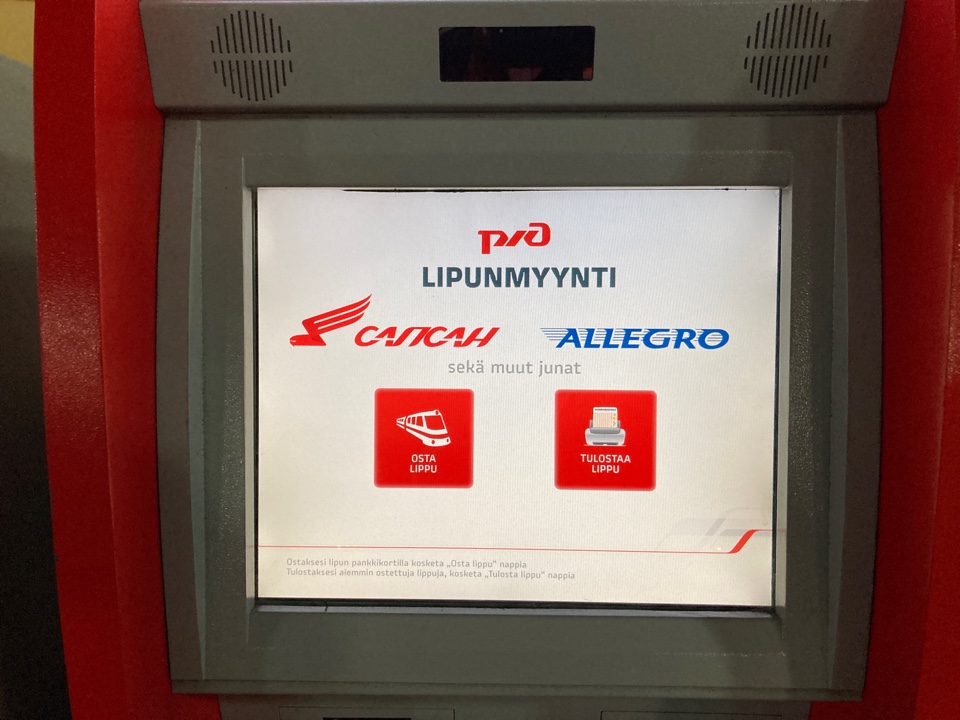 ржд
LIPUNMYYNTI
САПСАН
ALLEGRO
sekä muut junat
OSTA
LIPPU
TULOSTAA
LIPPU
Ostaksesi lipun pankkikortilla kosketa „Osta lippu“ nappia
Tulostaksesi aiemmin ostettuja lippuja, kosketa „Tulosta lippu“ nappia